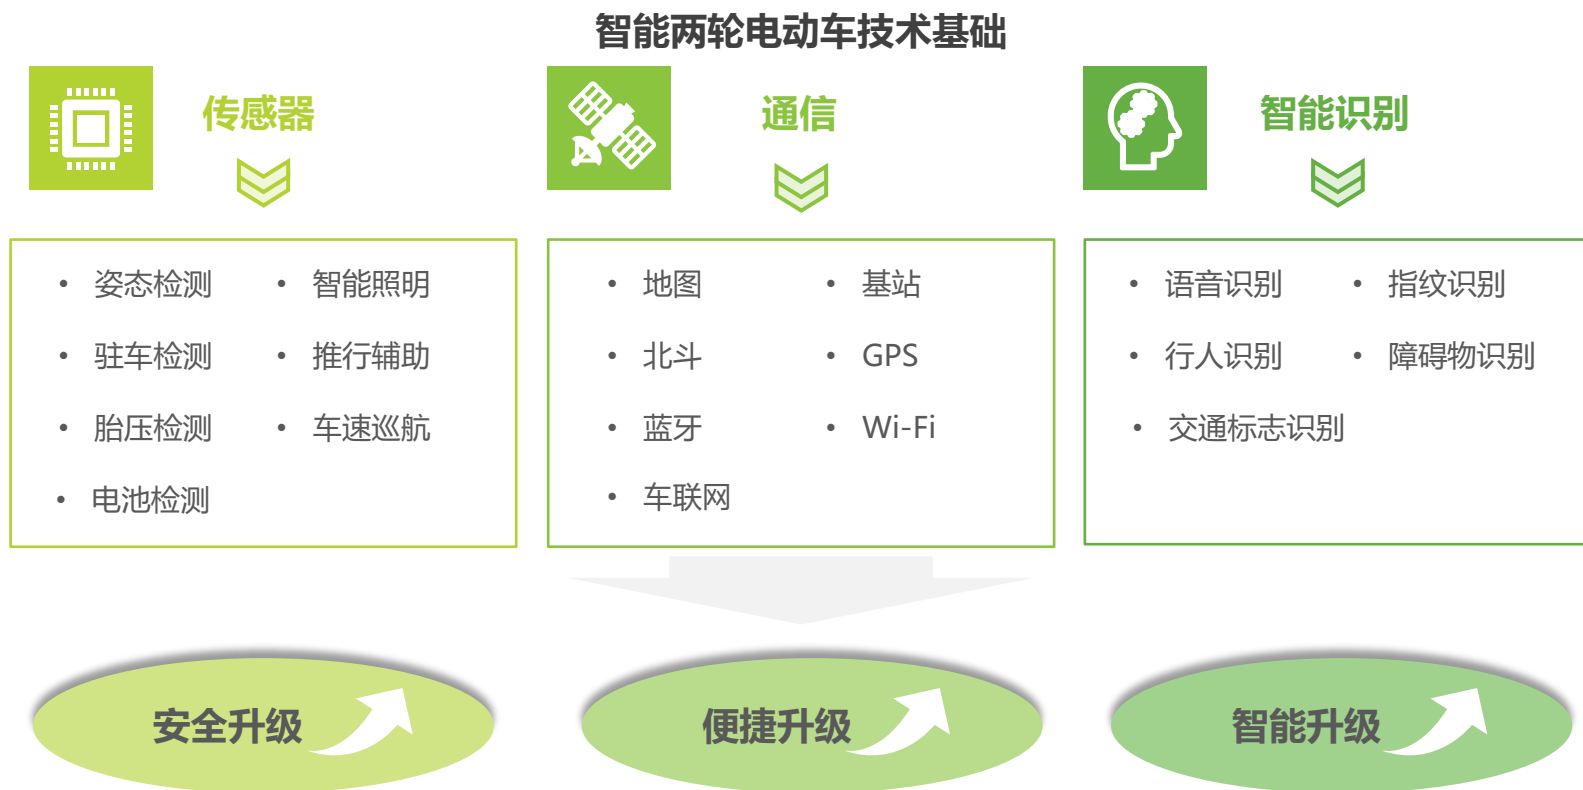 智能两轮电动车技术基础
传感器
通信
智能识别
• 姿态检测 • 智能照明
• 驻车检测 • 推行辅助
• 胎压检测 • 车速巡航
• 电池检测
• 地图 • 基站
• 北斗 • GPS
• 蓝牙 • Wi-Fi
• 车联网
• 语音识别 • 指纹识别
• 行人识别 • 障碍物识别
• 交通标志识别
安全升级
便捷升级
智能升级